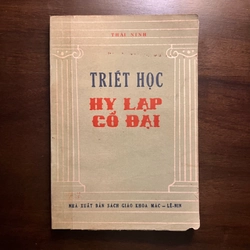 THÁI NINH
TRIẾT HỌC
HY LẠP
CỔ ĐẠI
NHÀ XUẤT BẢN SÁCH GIÁO KHOA MÁC — LÊ-NIN